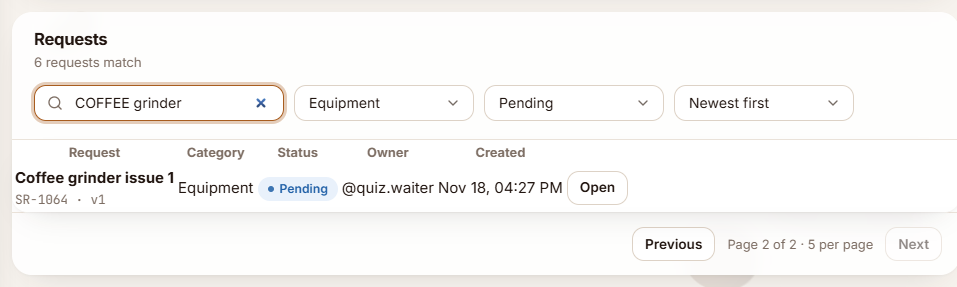 Requests
6 requests match
COFFEE grinder
Equipment
Pending
Newest first
Request Category Status Owner Created
Coffee grinder issue 1 Equipment Pending @quiz.waiter Nov 18, 04:27 PM Open
SR-1064 · v1
Previous Page 2 of 2 · 5 per page Next